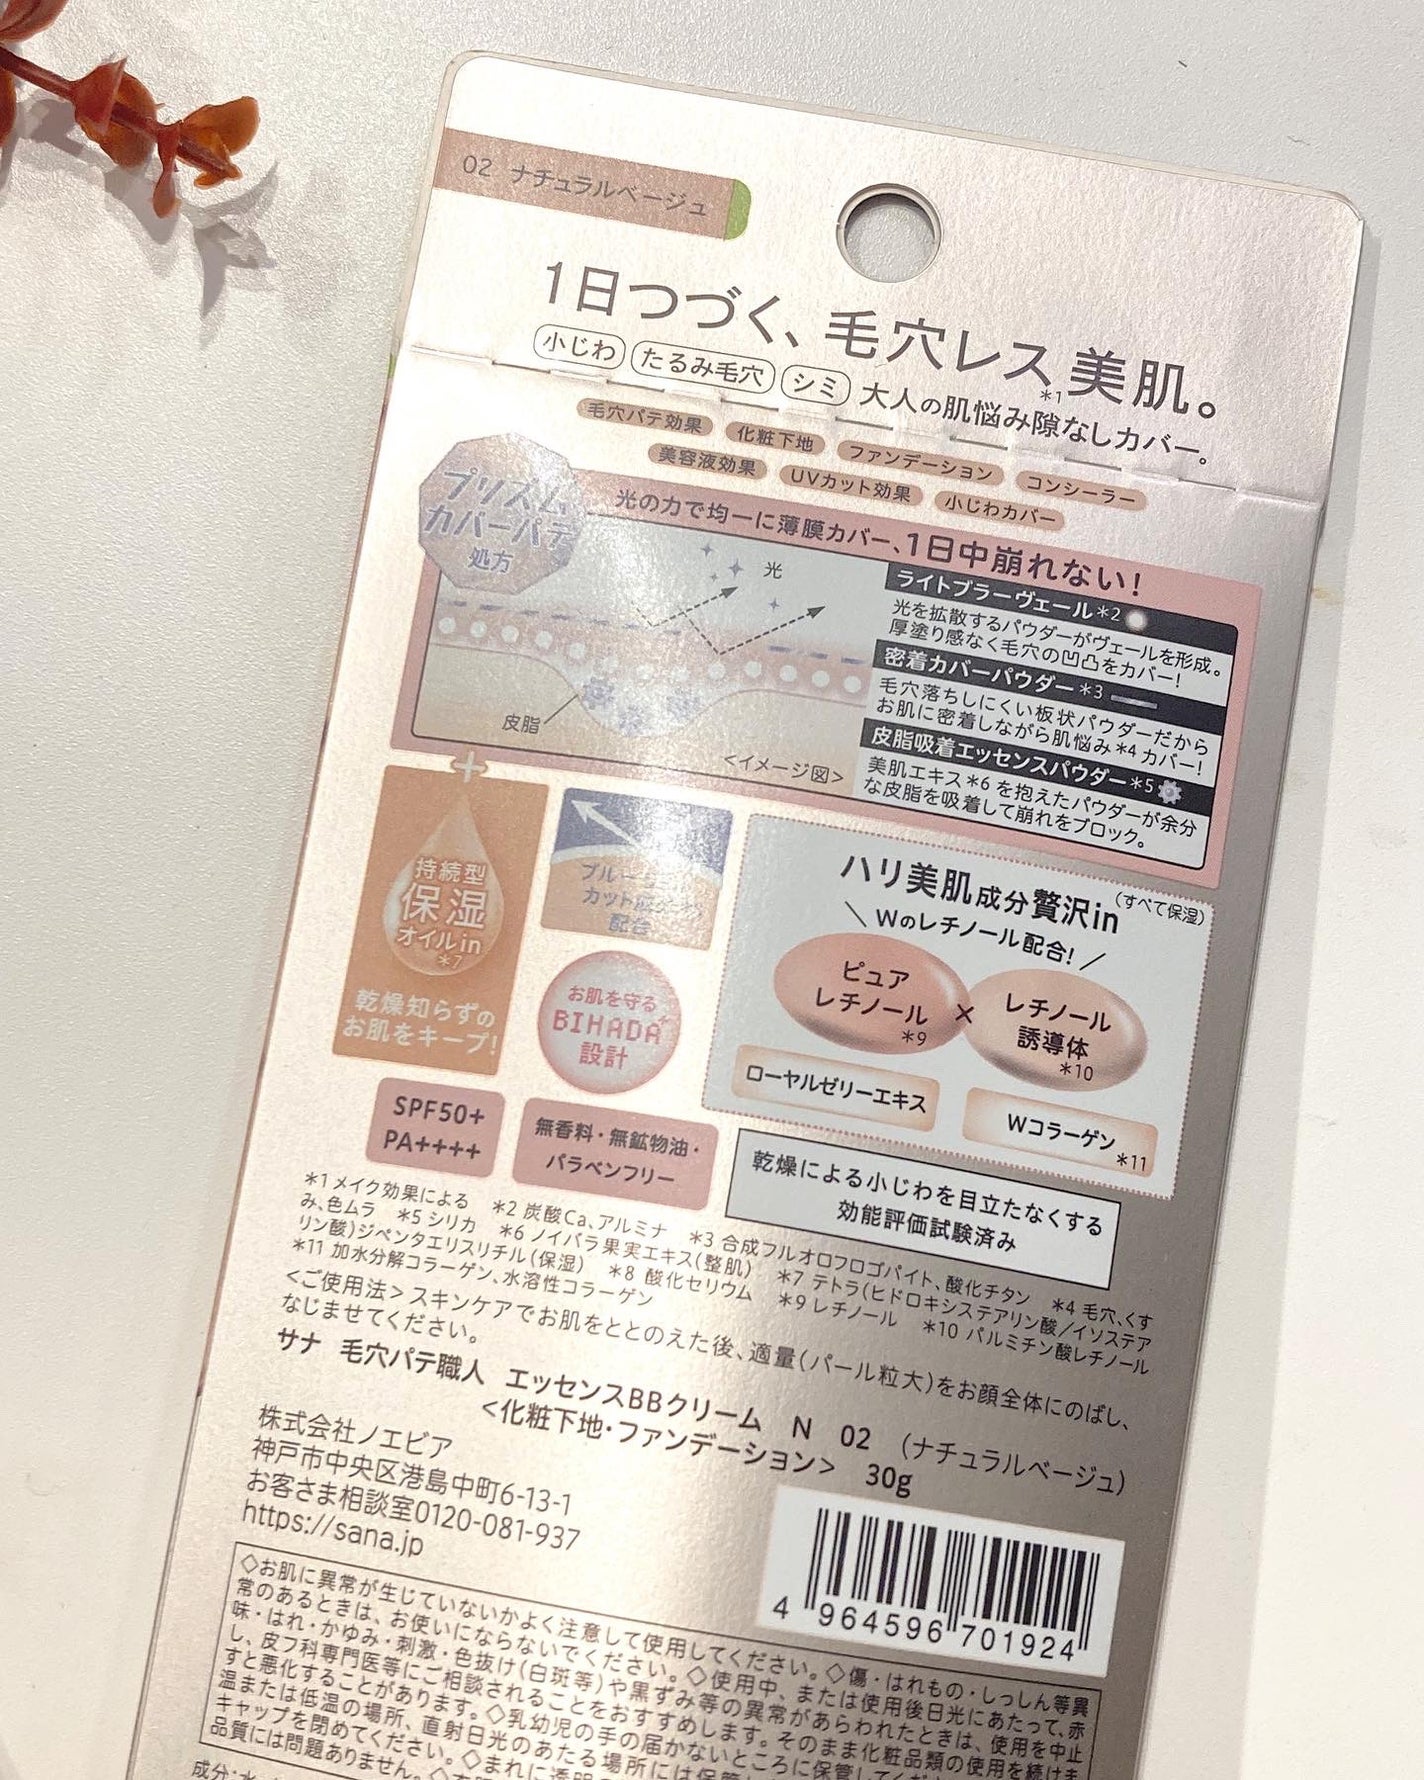 02 ナチュラルベージュ
1日つづく、毛穴レス*1美肌。
小じわ たるみ毛穴 シミ 大人の肌悩み隙なしカバー。
毛穴パテ効果 化粧下地 ファンデーション コンシーラー
美容液効果 UVカット効果 小じわカバー
プリズム
カバーパテ
処方
光の力で均一に薄膜カバー、1日中崩れない!
光
皮脂
<イメージ図>
ライトブラーヴェール*2
光を拡散するパウダーがヴェールを形成。
厚塗り感なく毛穴の凹凸をカバー!
密着カバーパウダー*3
毛穴落ちしにくい板状パウダーだから
お肌に密着しながら肌悩み*4カバー!
皮脂吸着エッセンスパウダー*5
美肌エキス*6を抱えたパウダーが余分
な皮脂を吸着して崩れをブロック。
+
持続型
保湿
オイルin
*7
乾燥知らずの
お肌をキープ!
ブルー
カット
配合
お肌を守る
BIHADA
設計
ハリ美肌成分贅沢in(すべて保湿)
\ Wのレチノール配合! /
ピュア
レチノール
*9
×
レチノール
誘導体
*10
ローヤルゼリーエキス
Wコラーゲン
*11
SPF50+
PA++++
無香料・無鉱物油・
パラベンフリー
乾燥による小じわを目立たなくする
効能評価試験済み
*1 メイク効果による *2 炭酸Ca、アルミナ *3 合成フルオロフロゴパイト、酸化チタン *4 毛穴、くす
み、色ムラ *5 シリカ *6 ノイバラ果実エキス(整肌) *7 テトラ(ヒドロキシステアリン酸/イソステア
リン酸)ジペンタエリスリチル(保湿) *8 酸化セリウム *9 レチノール *10 パルミチン酸レチノール
*11 加水分解コラーゲン、水溶性コラーゲン
<ご使用法> スキンケアでお肌をととのえた後、適量(パール粒大)をお顔全体にのばし、
なじませてください。
サナ 毛穴パテ職人 エッセンスBBクリーム N 02 (ナチュラルベージュ)
<化粧下地・ファンデーション> 30g
株式会社ノエビア
神戸市中央区港島中町6-13-1
お客さま相談室0120-081-937
https://sana.jp
4 964596 701924
◇お肌に異常が生じていないかよく注意して使用してください。◇傷・はれもの・しっしん等異
常のあるときは、お使いにならないでください。◇使用中、または使用後日光にあたって、赤
味・はれ・かゆみ・刺激・色抜け(白斑等)や黒ずみ等の異常があらわれたときは、使用を中止
し、皮フ科専門医等にご相談されることをおすすめします。そのまま化粧品類の使用を続けま
すと悪化することがあります。◇乳幼児の手の届かないところに保管してくだ
温または低温の場所、直射日光のあたる場所には保管
キャップを閉めてください。◇まれに透明
品質には問題ありません。
成分:水